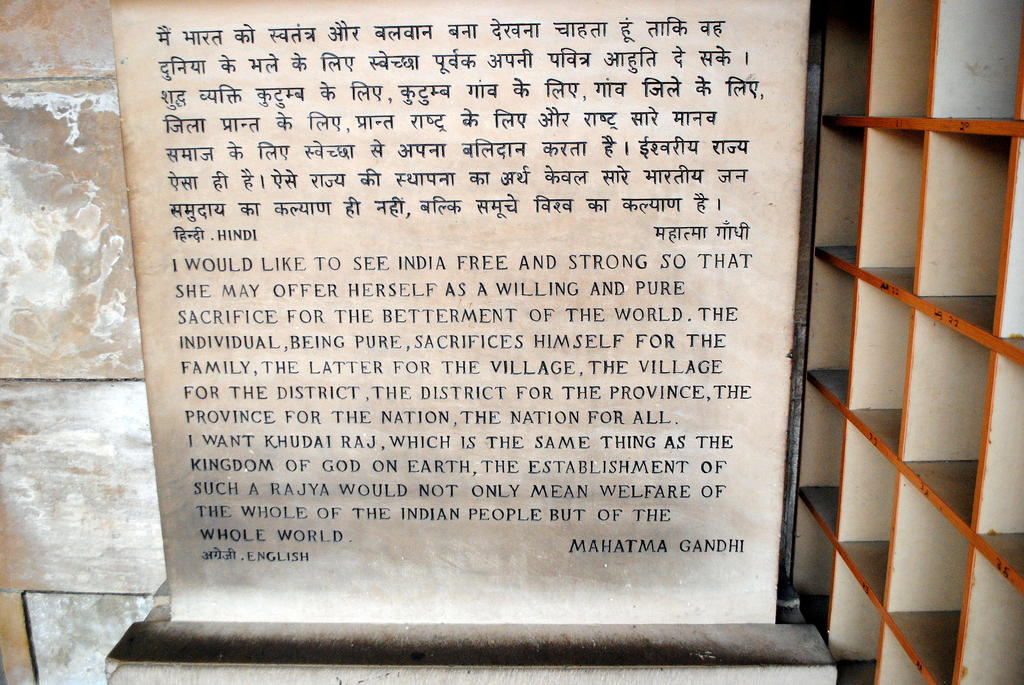 मैं भारत को स्वतंत्र और बलवान बना देखना चाहता हूं ताकि वह
दुनिया के भले के लिए स्वेच्छा पूर्वक अपनी पवित्र आहुति दे सके ।
शुद्ध व्यक्ति कुटुम्ब के लिए, कुटुम्ब गांव के लिए, गांव जिले के लिए,
जिला प्रान्त के लिए, प्रान्त राष्ट्र के लिए और राष्ट्र सारे मानव
समाज के लिए स्वेच्छा से अपना बलिदान करता है । ईश्वरीय राज्य
ऐसा ही है । ऐसे राज्य की स्थापना का अर्थ केवल सारे भारतीय जन
समुदाय का कल्याण ही नहीं, बल्कि समूचे विश्व का कल्याण है ।
हिन्दी . HINDI महात्मा गाँधी
I WOULD LIKE TO SEE INDIA FREE AND STRONG SO THAT
SHE MAY OFFER HERSELF AS A WILLING AND PURE
SACRIFICE FOR THE BETTERMENT OF THE WORLD. THE
INDIVIDUAL, BEING PURE, SACRIFICES HIMSELF FOR THE
FAMILY, THE LATTER FOR THE VILLAGE, THE VILLAGE
FOR THE DISTRICT, THE DISTRICT FOR THE PROVINCE, THE
PROVINCE FOR THE NATION, THE NATION FOR ALL.
I WANT KHUDAI RAJ, WHICH IS THE SAME THING AS THE
KINGDOM OF GOD ON EARTH, THE ESTABLISHMENT OF
SUCH A RAJYA WOULD NOT ONLY MEAN WELFARE OF
THE WHOLE OF THE INDIAN PEOPLE BUT OF THE
WHOLE WORLD.
MAHATMA GANDHI
अंग्रेजी . ENGLISH